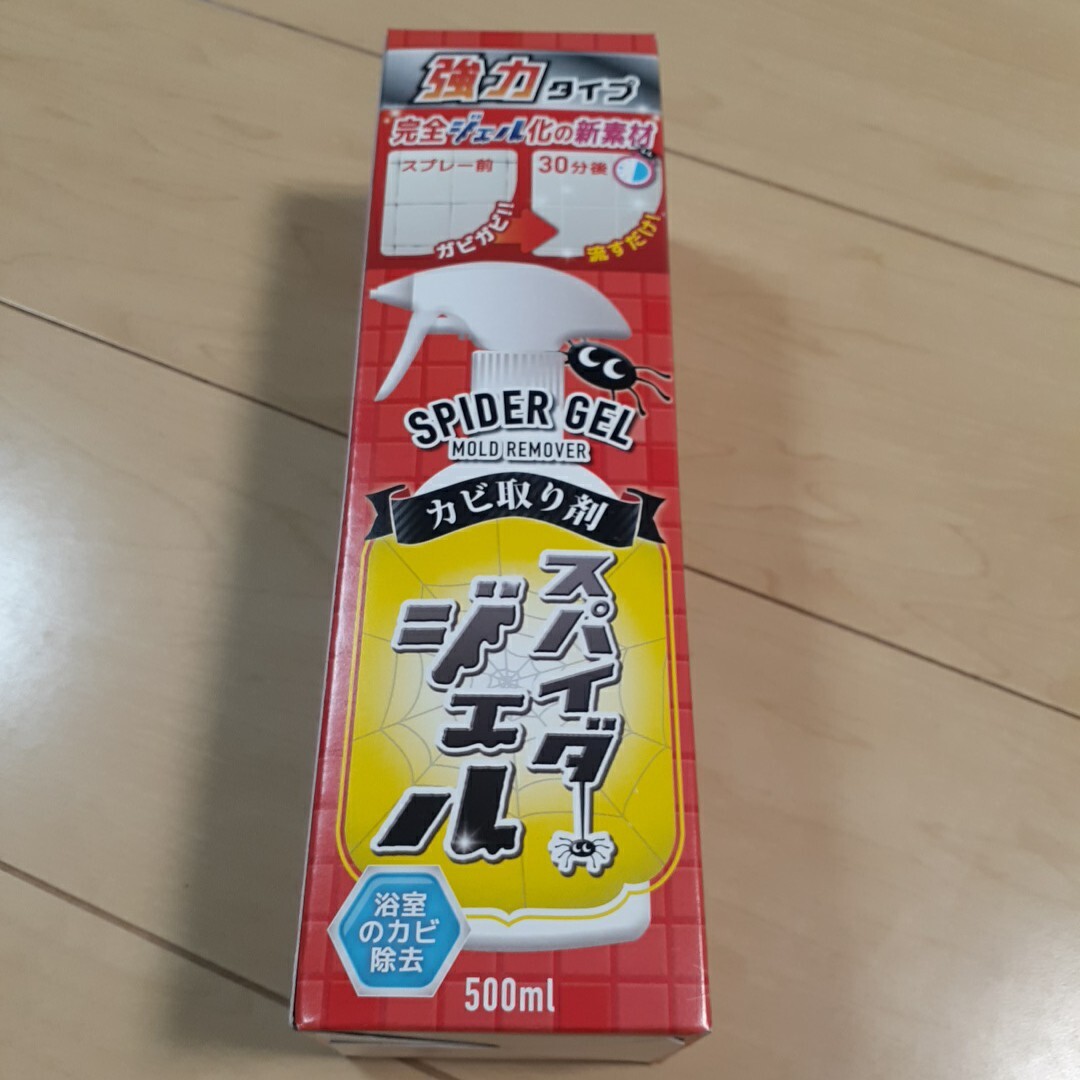 強力タイプ
完全ジェル化の新素材
スプレー前
30分後
カビカビ!!
流すだけ!
SPIDER GEL
MOLD REMOVER
カビ取り剤
スパイダー
ジェル
浴室
のカビ
除去
500ml